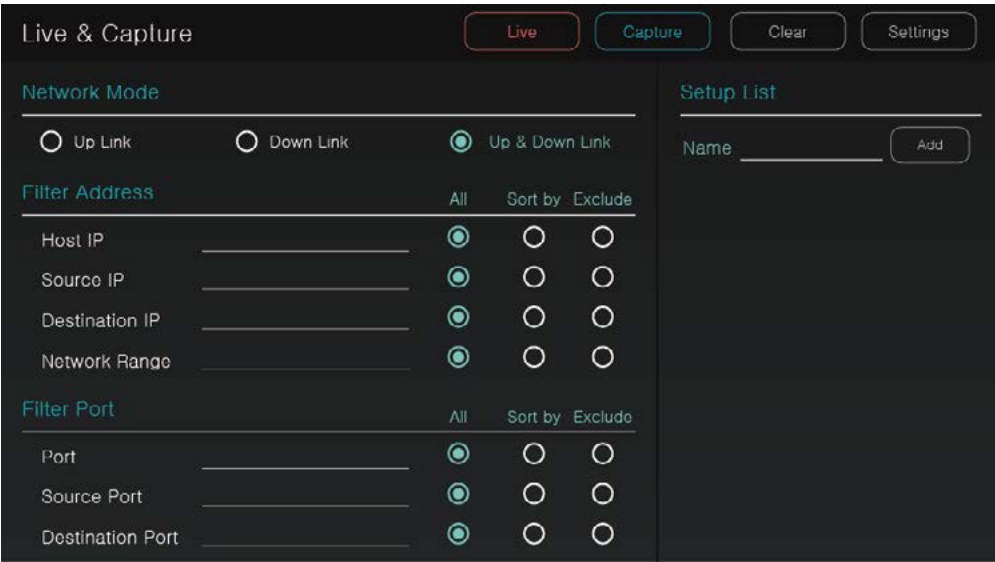 Live & Capture
Live
Capture
Clear
Settings
Network Mode
Up Link
Down Link
Up & Down Link
Filter Address
All
Sort by
Exclude
Host IP
Source IP
Destination IP
Network Range
Filter Port
All
Sort by
Exclude
Port
Source Port
Destination Port
Setup List
Name
Add